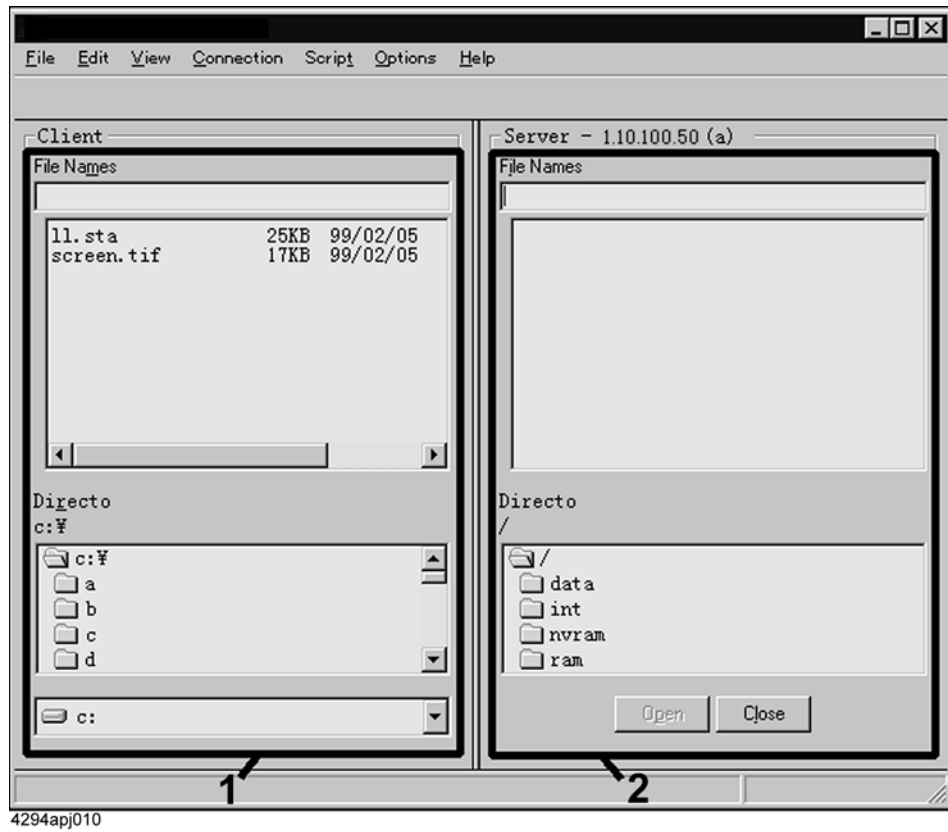 File Edit View Connection Script Options Help
Client
File Names
ll.sta 25KB 99/02/05
screen.tif 17KB 99/02/05
Directo
c:¥
c:¥
a
b
c
d
c:
1
Server - 1.10.100.50 (a)
File Names
Directo
/
/
data
int
nvram
ram
Open Close
2
4294apj010